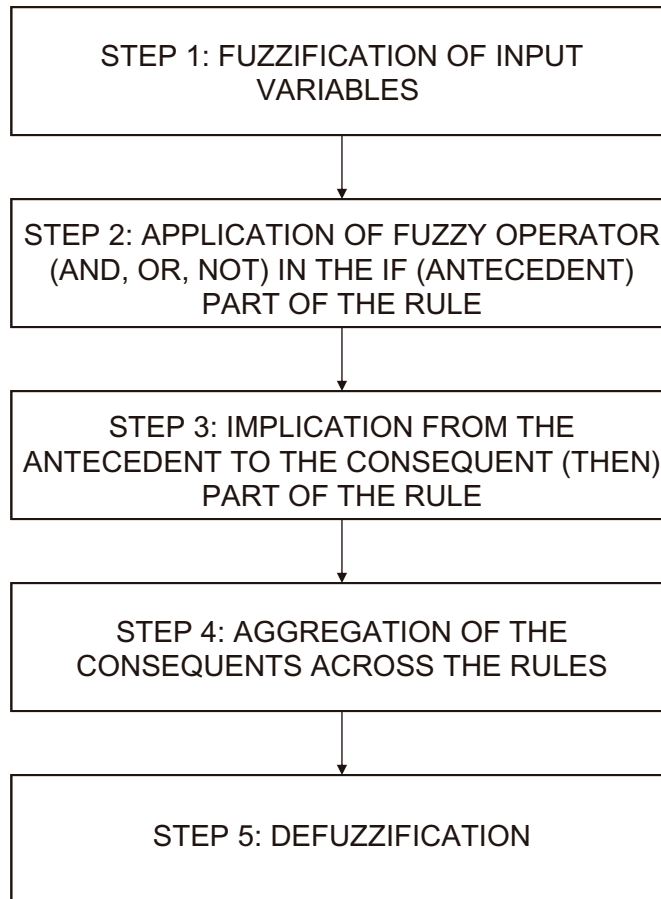 STEP 1: FUZZIFICATION OF INPUT
VARIABLES
STEP 2: APPLICATION OF FUZZY OPERATOR
(AND, OR, NOT) IN THE IF (ANTECEDENT)
PART OF THE RULE
STEP 3: IMPLICATION FROM THE
ANTECEDENT TO THE CONSEQUENT (THEN)
PART OF THE RULE
STEP 4: AGGREGATION OF THE
CONSEQUENTS ACROSS THE RULES
STEP 5: DEFUZZIFICATION